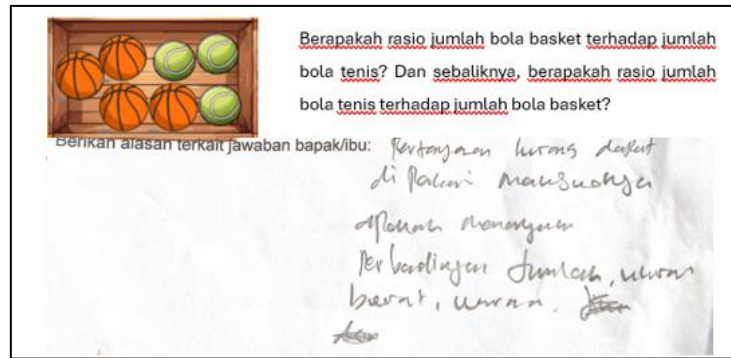 Berapakah rasio jumlah bola basket terhadap jumlah
bola tenis? Dan sebaliknya, berapakah rasio jumlah
bola tenis terhadap jumlah bola basket?
Berikan alasan terkait jawaban bapak/ibu: Pertanyaan kurang dapat
di Pahami maksudnya
apakah menanyakan
Perbandingan Jumlah, ukuran
berat, warna.